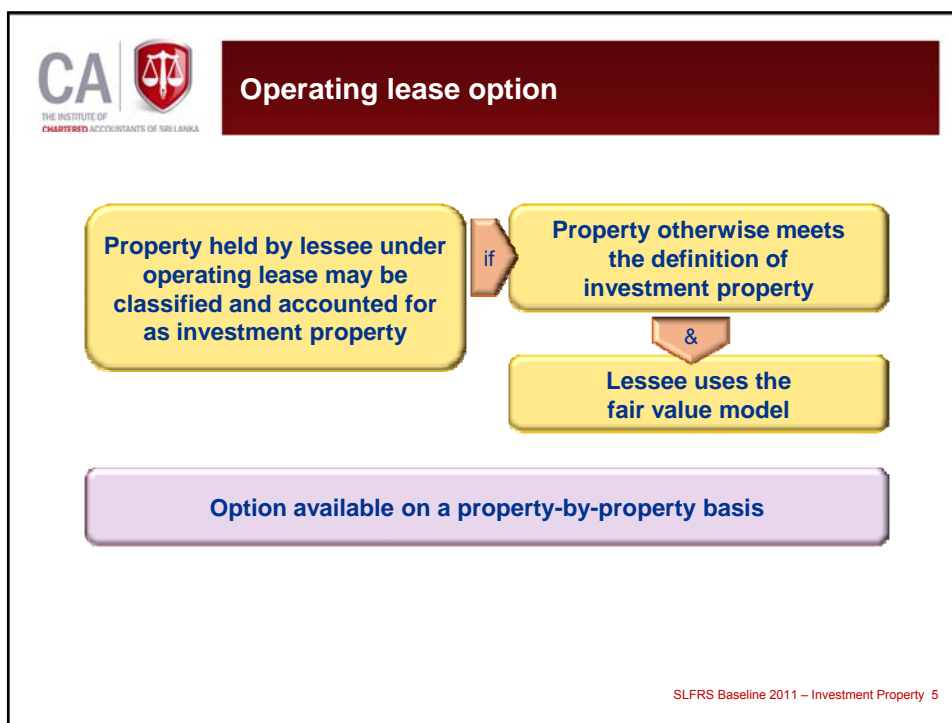 CA
THE INSTITUTE OF
CHARTERED ACCOUNTANTS OF SRI LANKA
Operating lease option
Property held by lessee under
operating lease may be
classified and accounted for
as investment property
if
Property otherwise meets
the definition of
investment property
&
Lessee uses the
fair value model
Option available on a property-by-property basis
SLFRS Baseline 2011 – Investment Property 5